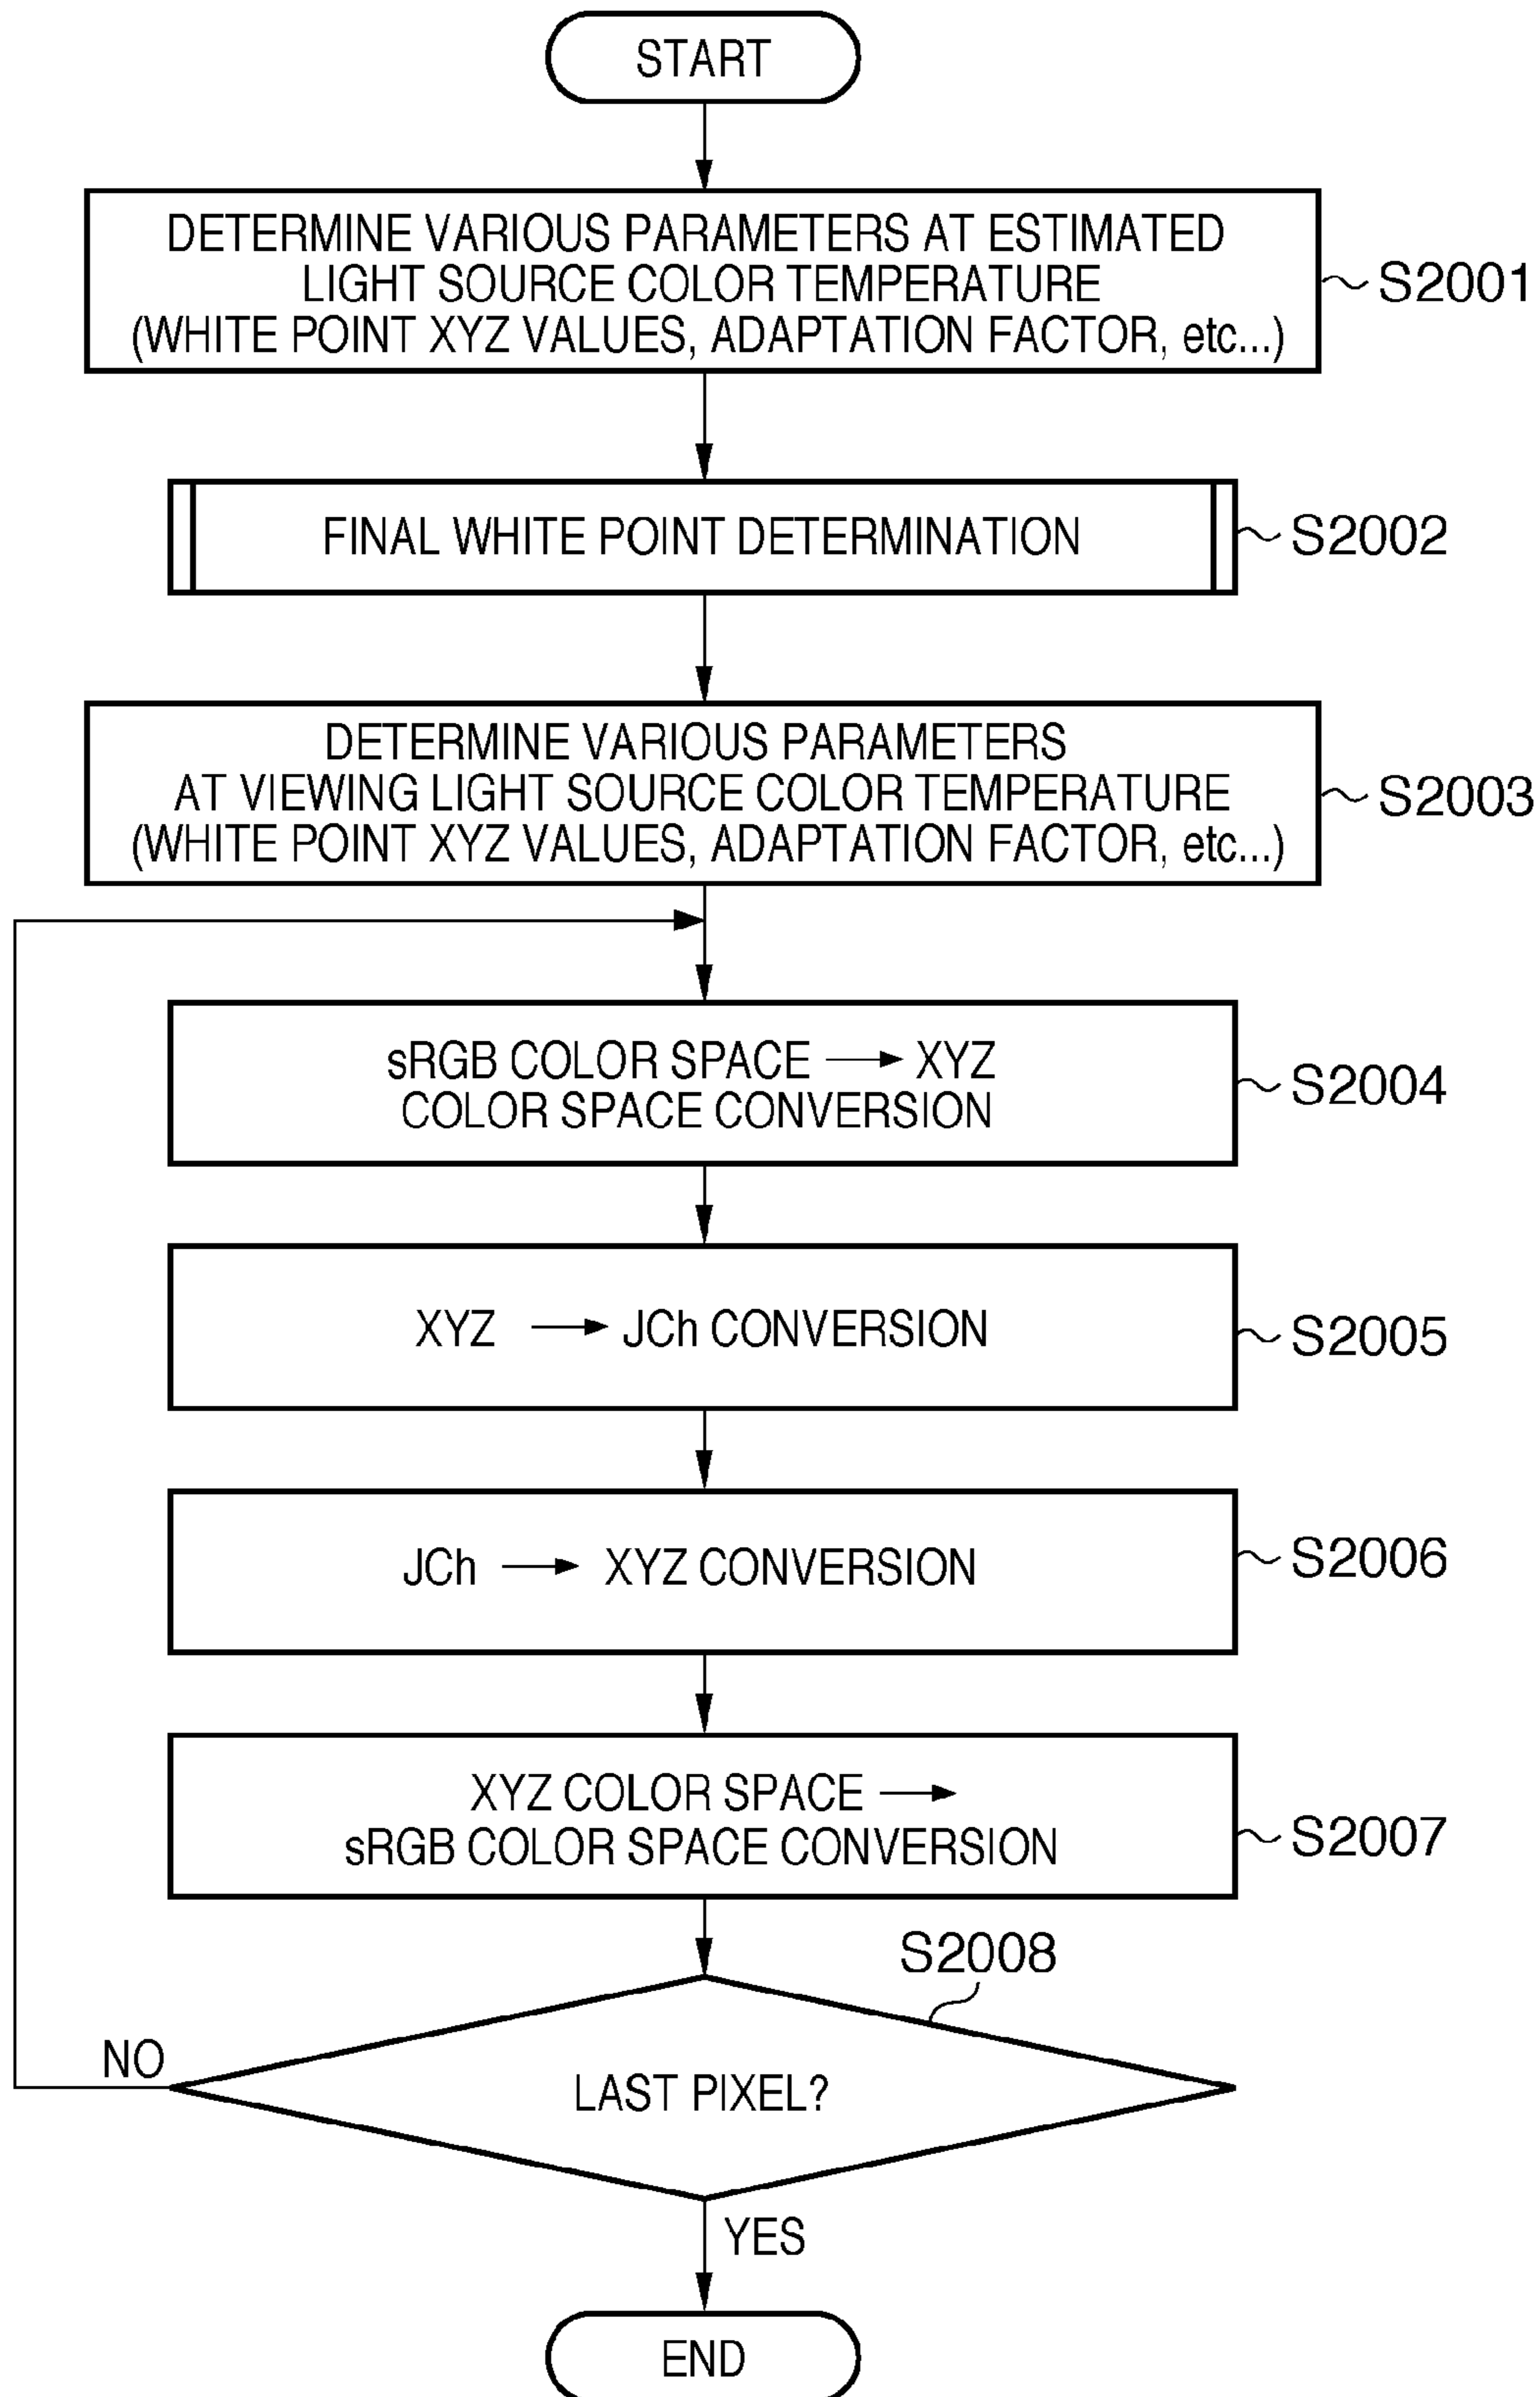 START
DETERMINE VARIOUS PARAMETERS AT ESTIMATED
LIGHT SOURCE COLOR TEMPERATURE
(WHITE POINT XYZ VALUES, ADAPTATION FACTOR, etc...)
S2001
FINAL WHITE POINT DETERMINATION
S2002
DETERMINE VARIOUS PARAMETERS
AT VIEWING LIGHT SOURCE COLOR TEMPERATURE
(WHITE POINT XYZ VALUES, ADAPTATION FACTOR, etc...)
S2003
sRGB COLOR SPACE → XYZ
COLOR SPACE CONVERSION
S2004
XYZ → JCh CONVERSION
S2005
JCh → XYZ CONVERSION
S2006
XYZ COLOR SPACE →
sRGB COLOR SPACE CONVERSION
S2007
S2008
NO
LAST PIXEL?
YES
END